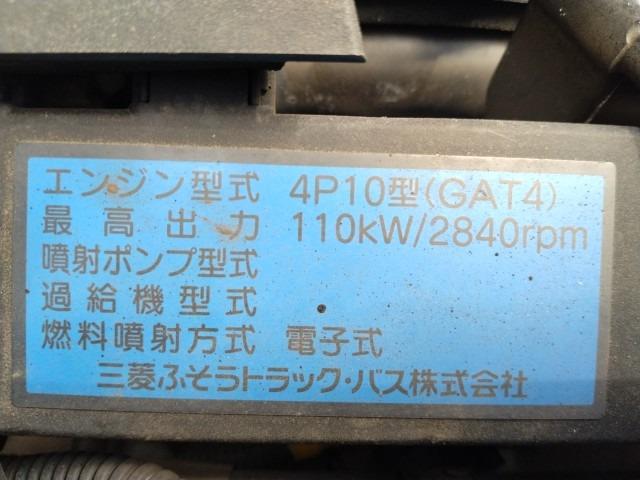 エンジン型式 4P10型(GAT4)
最高出力 110kW/2840rpm
噴射ポンプ型式
過給機型式
燃料噴射方式 電子式
三菱ふそうトラック・バス株式会社